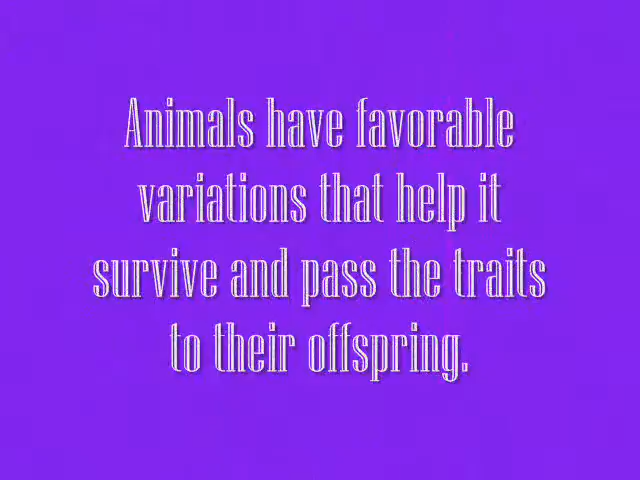 Animals have favorable
variations that help it
survive and pass the traits
to their offspring.